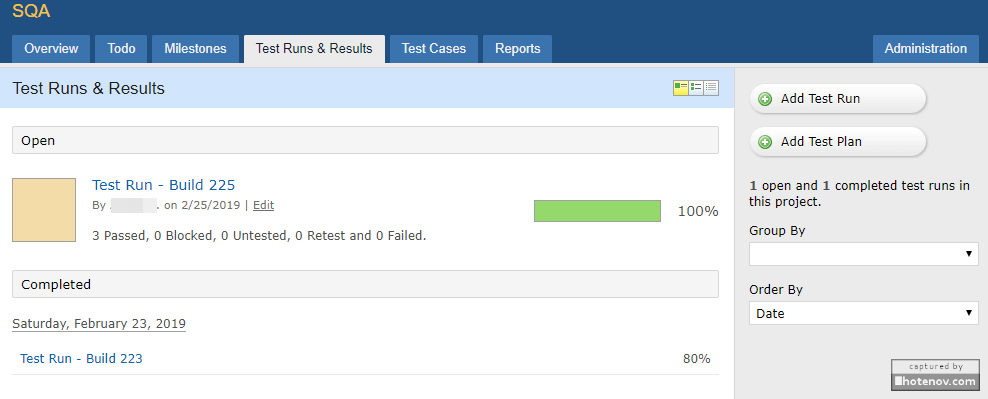 SQA
Overview Todo Milestones Test Runs & Results Test Cases Reports Administration
Test Runs & Results
Open
Test Run - Build 225
By . on 2/25/2019 | Edit
100%
3 Passed, 0 Blocked, 0 Untested, 0 Retest and 0 Failed.
Completed
Saturday, February 23, 2019
Test Run - Build 223 80%
Add Test Run
Add Test Plan
1 open and 1 completed test runs in
this project.
Group By
Order By
Date
captured by
hotenov.com